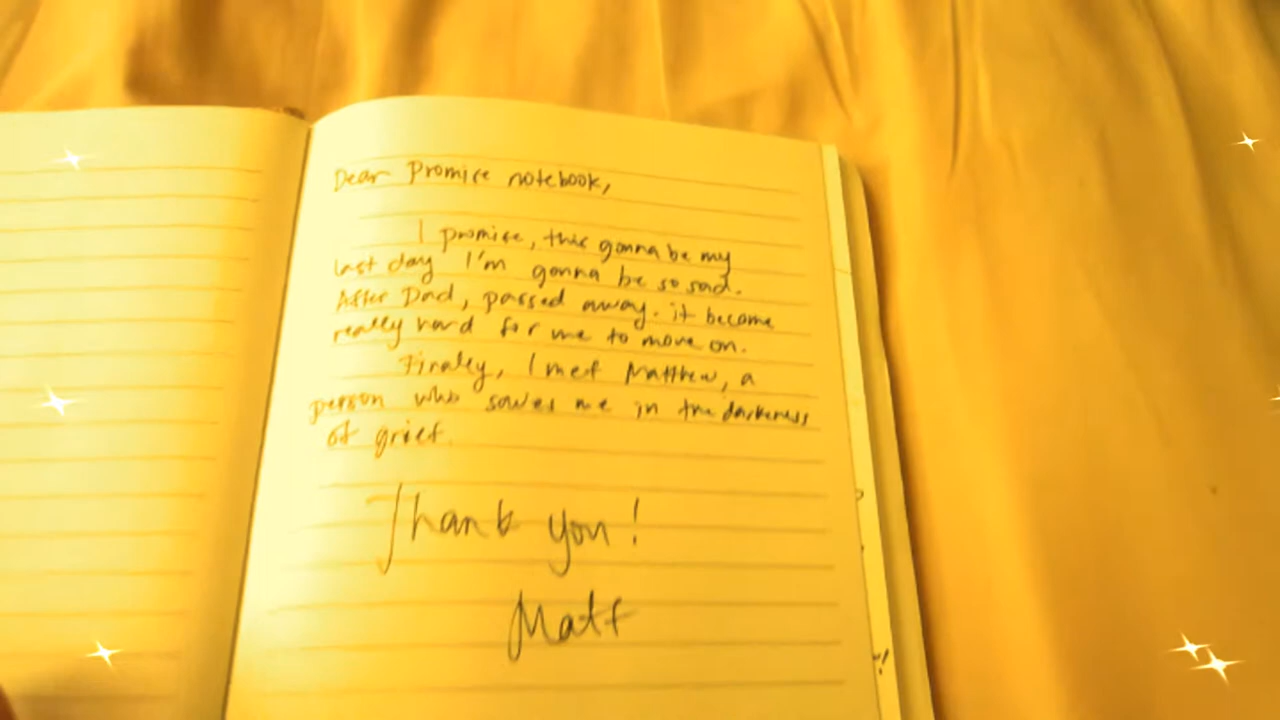 Dear Promise notebook,
I promise, this gonna be my
last day I'm gonna be so sad.
After Dad, passed away. it become
really hard for me to move on.
Finaley, I met Matthew, a
person who saves me in the darkness
of grief.
Thank you!
Matt